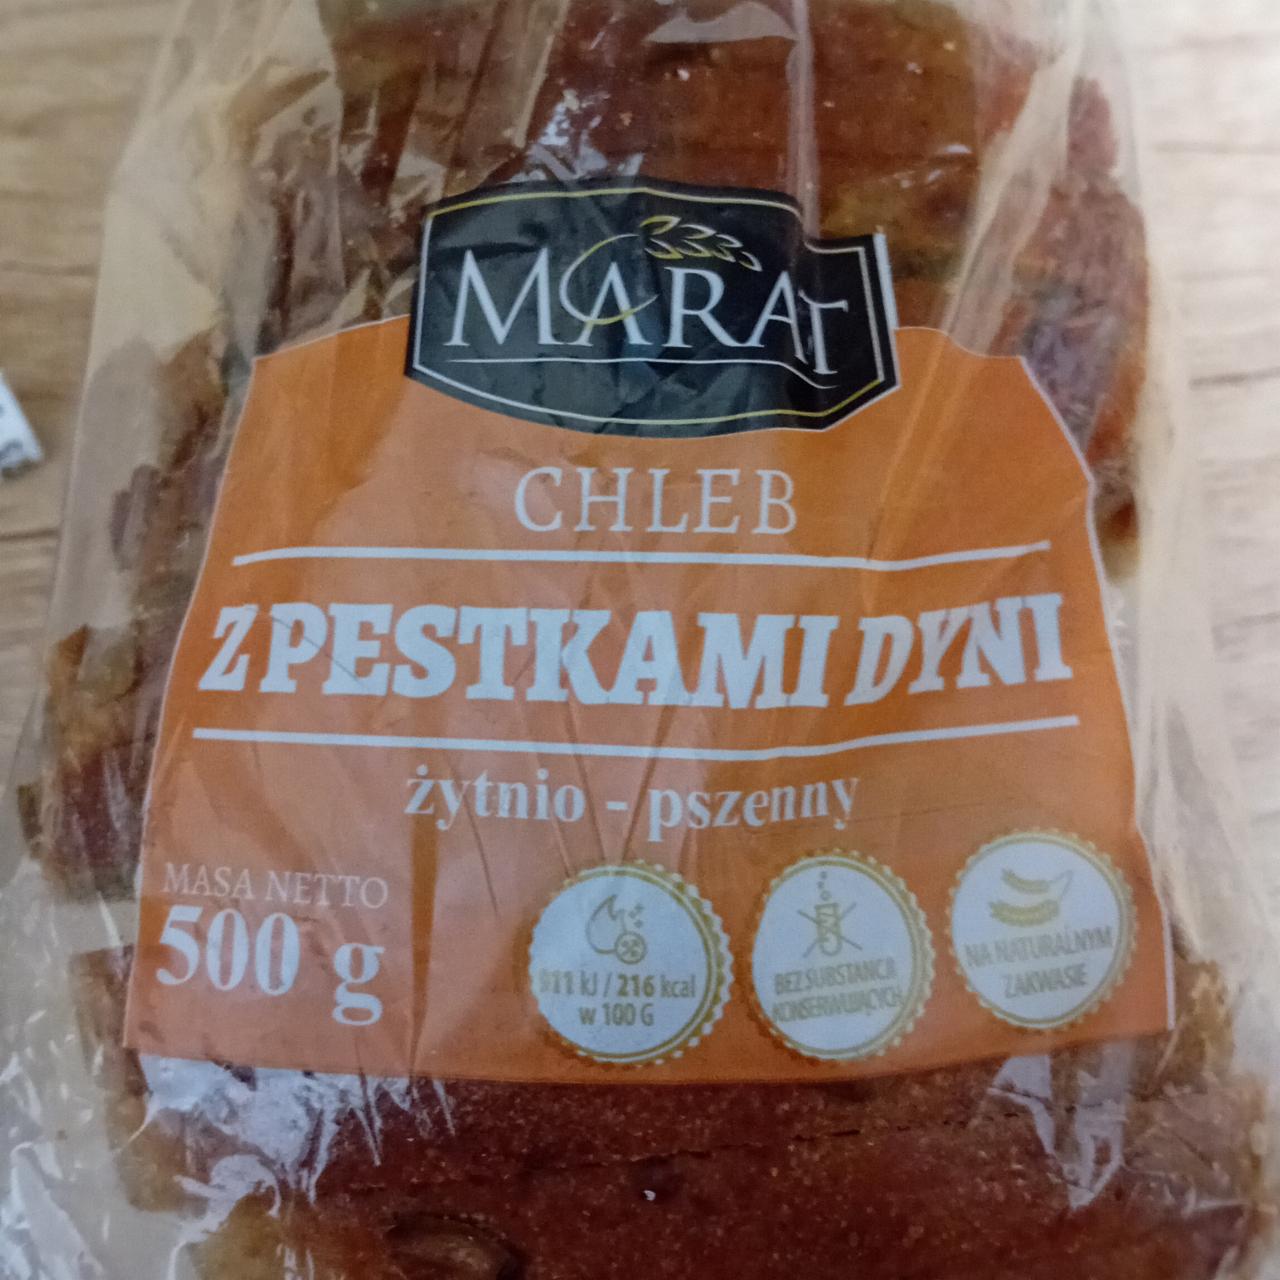 MARAT
CHLEB
Z PESTKAMI DYNI
żytnio - pszenny
MASA NETTO
500 g
911 kJ / 216 kcal
w 100 G
BEZ SUBSTANCJI
KONSERWUJĄCYCH
NA NATURALNYM
ZAKWASIE